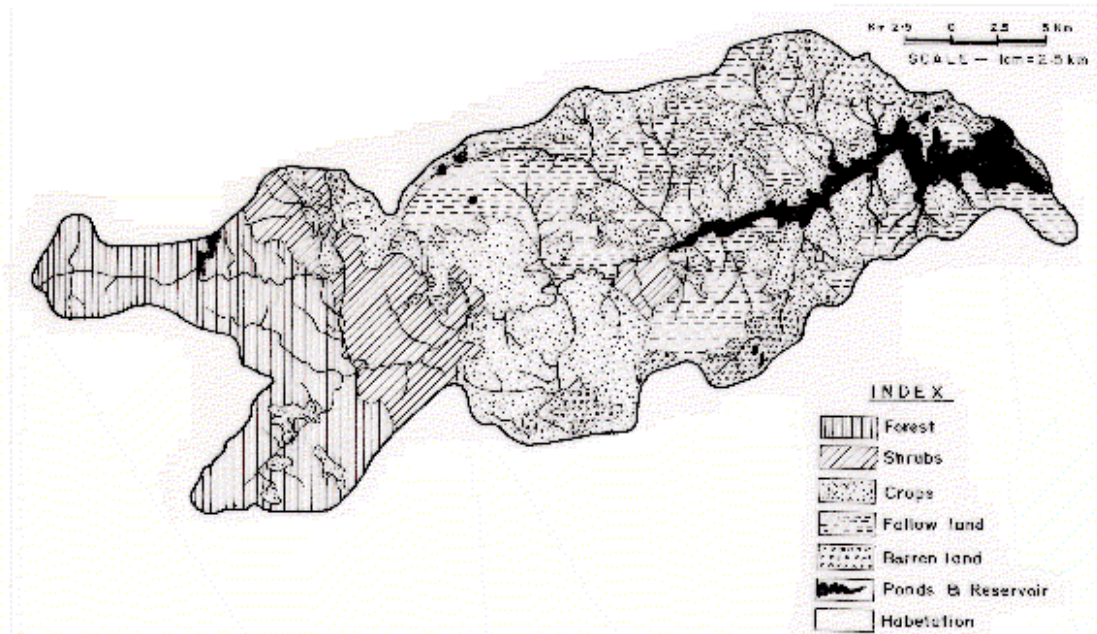 Km 2.5 0 2.5 5 Km
SCALE — 1cm = 2.5 km
INDEX
Forest
Shrubs
Crops
Fallow land
Barren land
Ponds & Reservoir
Habetation